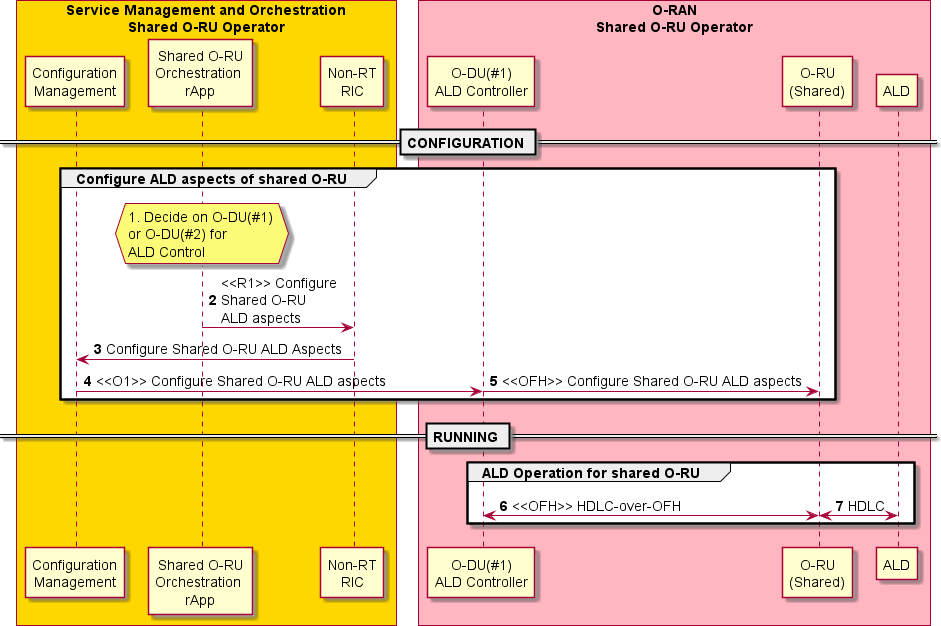 Service Management and Orchestration
Shared O-RU Operator
O-RAN
Shared O-RU Operator
Configuration
Management
Shared O-RU
Orchestration
rApp
Non-RT
RIC
O-DU(#1)
ALD Controller
O-RU
(Shared)
ALD
CONFIGURATION
Configure ALD aspects of shared O-RU
1. Decide on O-DU(#1)
or O-DU(#2) for
ALD Control
<<R1>> Configure
2 Shared O-RU
ALD aspects
3 Configure Shared O-RU ALD Aspects
4 <<O1>> Configure Shared O-RU ALD aspects
5 <<OFH>> Configure Shared O-RU ALD aspects
RUNNING
ALD Operation for shared O-RU
6 <<OFH>> HDLC-over-OFH
7 HDLC
Configuration
Management
Shared O-RU
Orchestration
rApp
Non-RT
RIC
O-DU(#1)
ALD Controller
O-RU
(Shared)
ALD